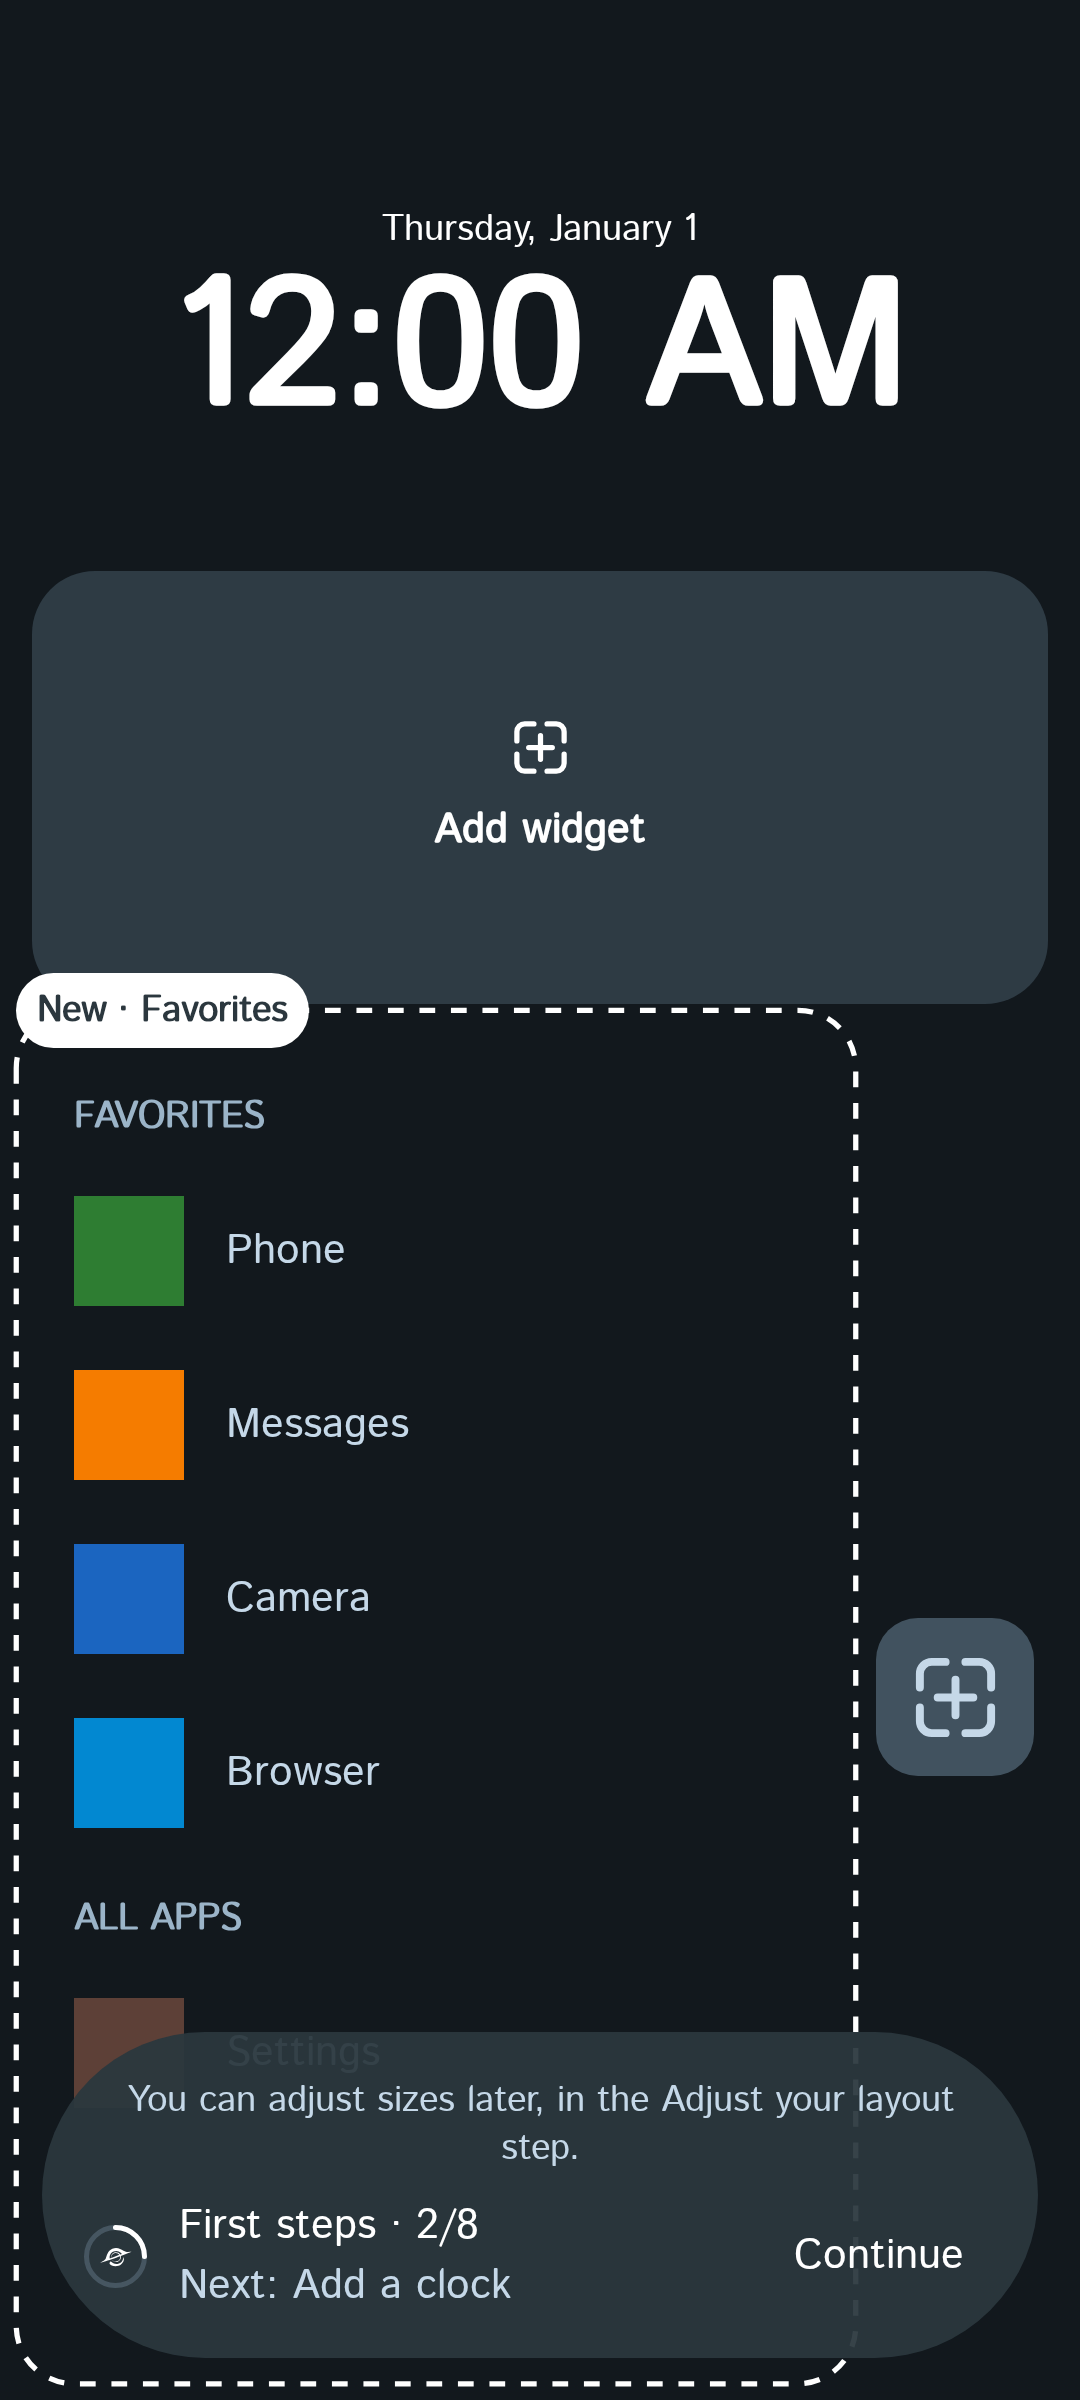 Thursday, January 1
12:00 AM
Add widget
New · Favorites
FAVORITES
Phone
Messages
Camera
Browser
ALL APPS
Settings
You can adjust sizes later, in the Adjust your layout
step.
First steps · 2/8
Next: Add a clock
Continue